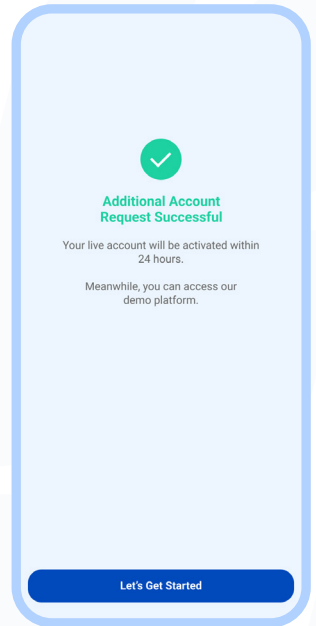 Additional Account
Request Successful
Your live account will be activated within
24 hours.
Meanwhile, you can access our
demo platform.
Let's Get Started